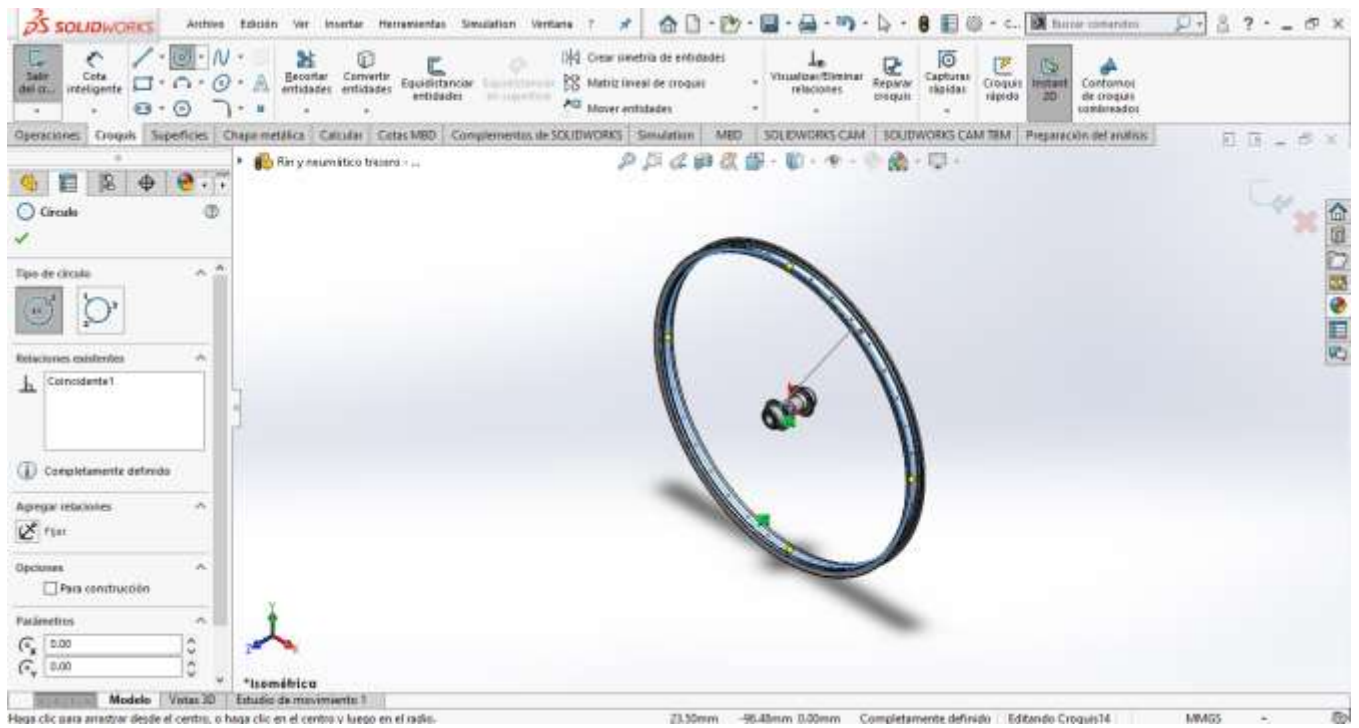 SOLIDWORKS Archivo Edición Ver Insertar Herramientas Simulation Ventana ? Buscar comandos
Salir del cr... Cota inteligente Recortar entidades Convertir entidades Equidistanciar entidades Crear simetría de entidades Visualizar/Eliminar relaciones Reparar croquis Capturas rápidas Croquis rápido Instant 2D Contornos de croquis combreados
Matriz lineal de croquis
Mover entidades
Operaciones Croquis Superficies Chapa metálica Calcular Cotas MBD Complementos de SOLIDWORKS Simulation MBD SOLIDWORKS CAM SOLIDWORKS CAM TBM Preparación del análisis
Rin y neumático trasero - ...
Círculo
Tipo de círculo
Relaciones existentes
Coincidente1
Completamente definido
Agregar relaciones
Fijar
Opciones
Para construcción
Parámetros
0.00
0.00
Y
Z X
*Isométrica
Modelo Vistas 3D Estudio de movimiento 1
Haga clic para arrastrar desde el centro, o haga clic en el centro y luego en el radio. 23.50mm -96.48mm 0.00mm Completamente definido Editando Croquis14 MMGS